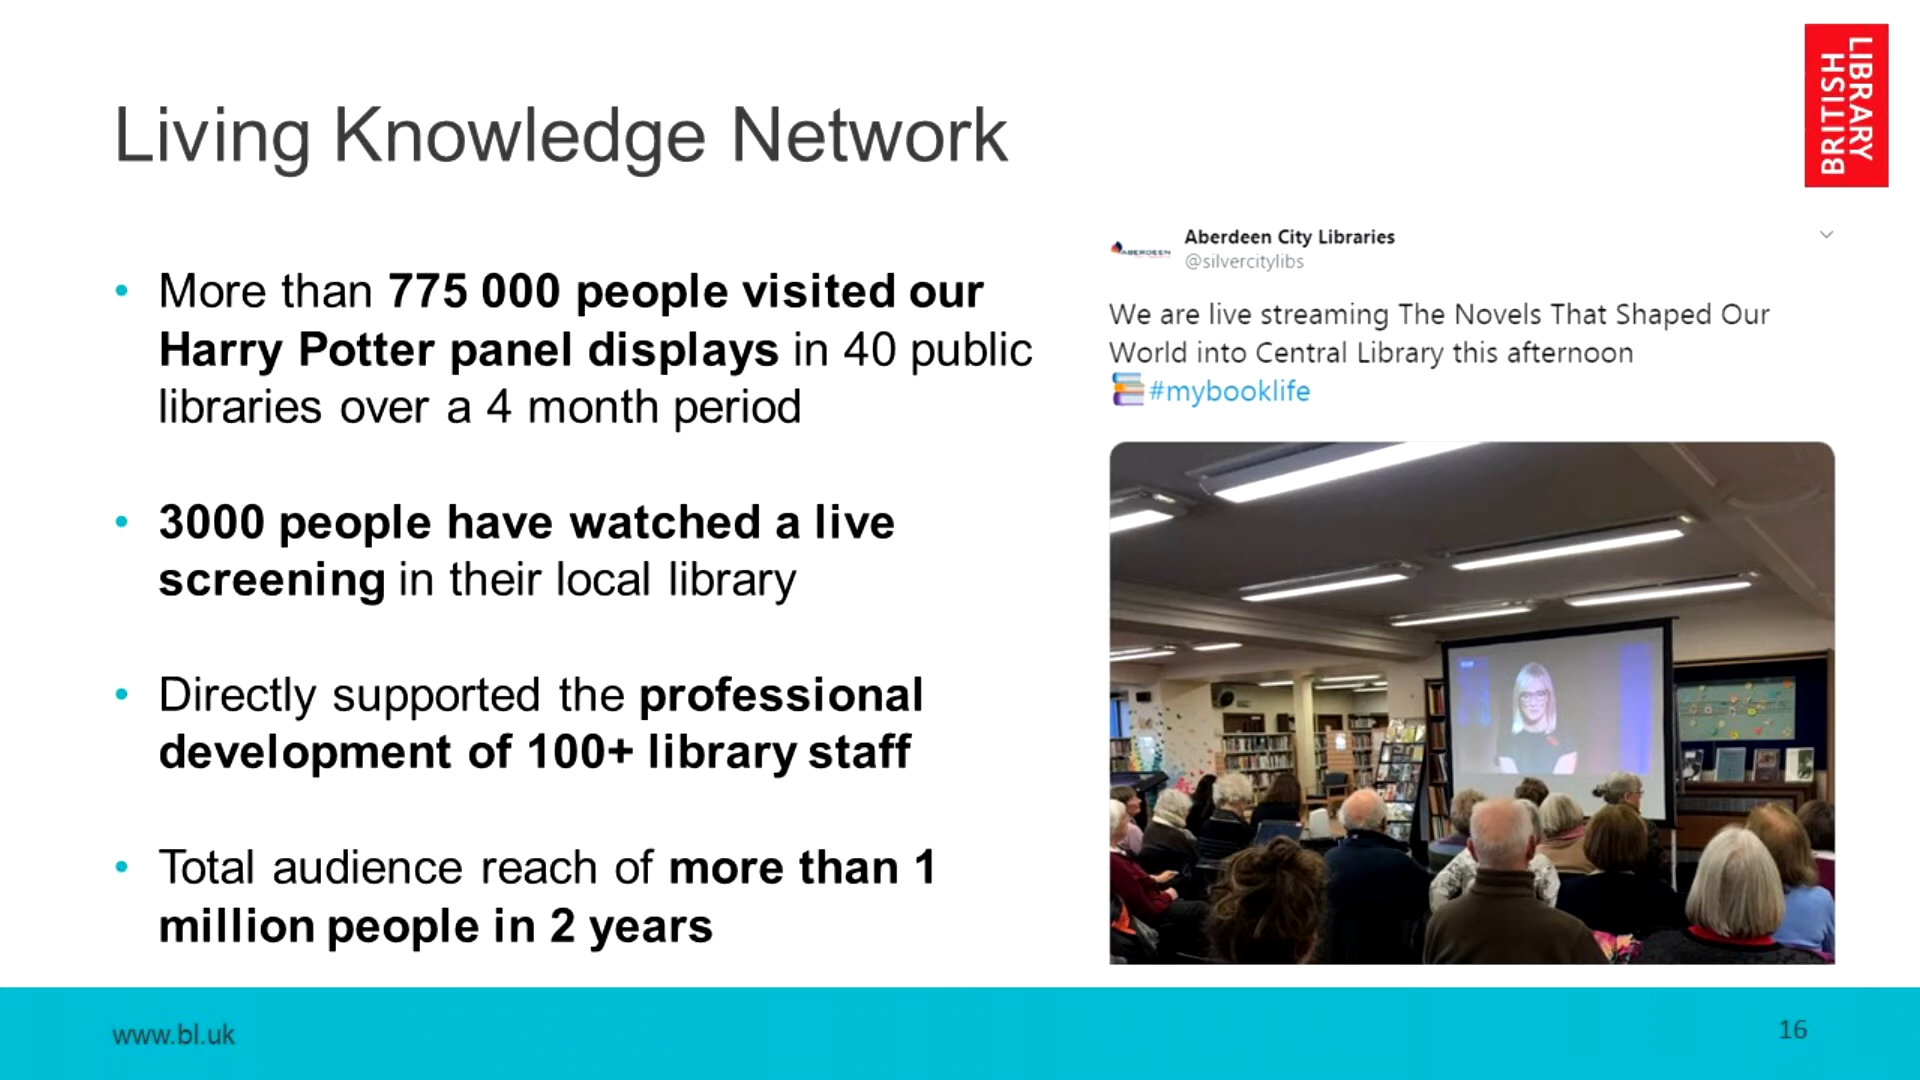 LIBRARY
BRITISH
Living Knowledge Network
• More than 775 000 people visited our
Harry Potter panel displays in 40 public
libraries over a 4 month period
• 3000 people have watched a live
screening in their local library
• Directly supported the professional
development of 100+ library staff
• Total audience reach of more than 1
million people in 2 years
ABERDEEN
Aberdeen City Libraries
@silvercitylibs
We are live streaming The Novels That Shaped Our
World into Central Library this afternoon
#mybooklife
www.bl.uk
16